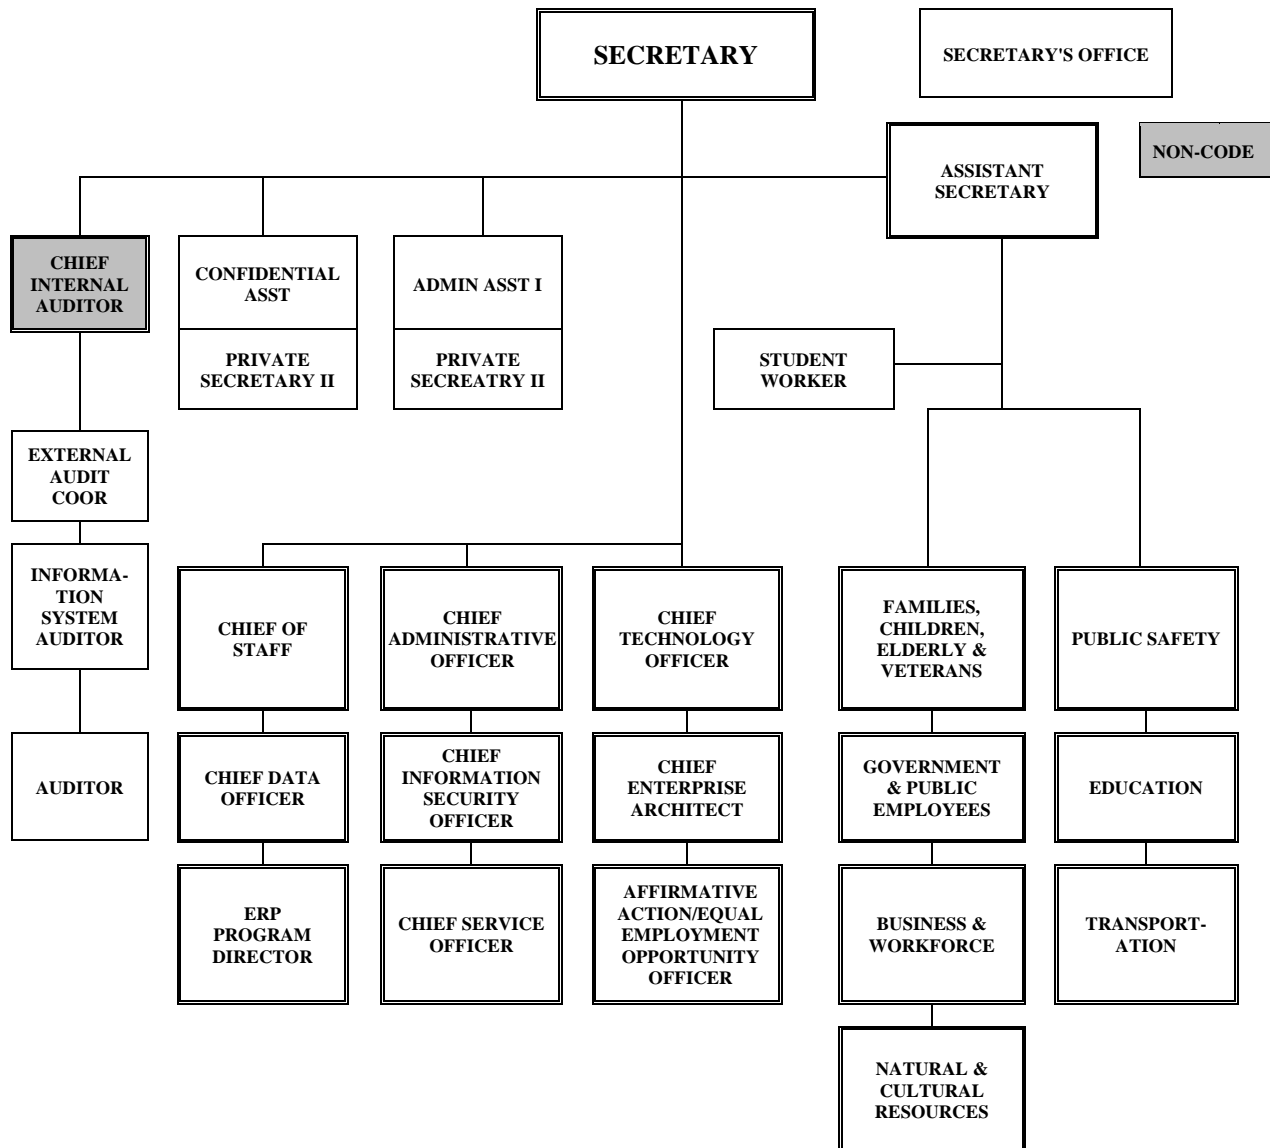 SECRETARY
SECRETARY'S OFFICE
NON-CODE
ASSISTANT
SECRETARY
CHIEF
INTERNAL
AUDITOR
CONFIDENTIAL
ASST
ADMIN ASST I
PRIVATE
SECRETARY II
PRIVATE
SECREATRY II
STUDENT
WORKER
EXTERNAL
AUDIT
COOR
INFORMA-
TION
SYSTEM
AUDITOR
CHIEF OF
STAFF
CHIEF
ADMINISTRATIVE
OFFICER
CHIEF
TECHNOLOGY
OFFICER
FAMILIES,
CHILDREN,
ELDERLY &
VETERANS
PUBLIC SAFETY
AUDITOR
CHIEF DATA
OFFICER
CHIEF
INFORMATION
SECURITY
OFFICER
CHIEF
ENTERPRISE
ARCHITECT
GOVERNMENT
& PUBLIC
EMPLOYEES
EDUCATION
ERP
PROGRAM
DIRECTOR
CHIEF SERVICE
OFFICER
AFFIRMATIVE
ACTION/EQUAL
EMPLOYMENT
OPPORTUNITY
OFFICER
BUSINESS &
WORKFORCE
TRANSPORT-
ATION
NATURAL &
CULTURAL
RESOURCES